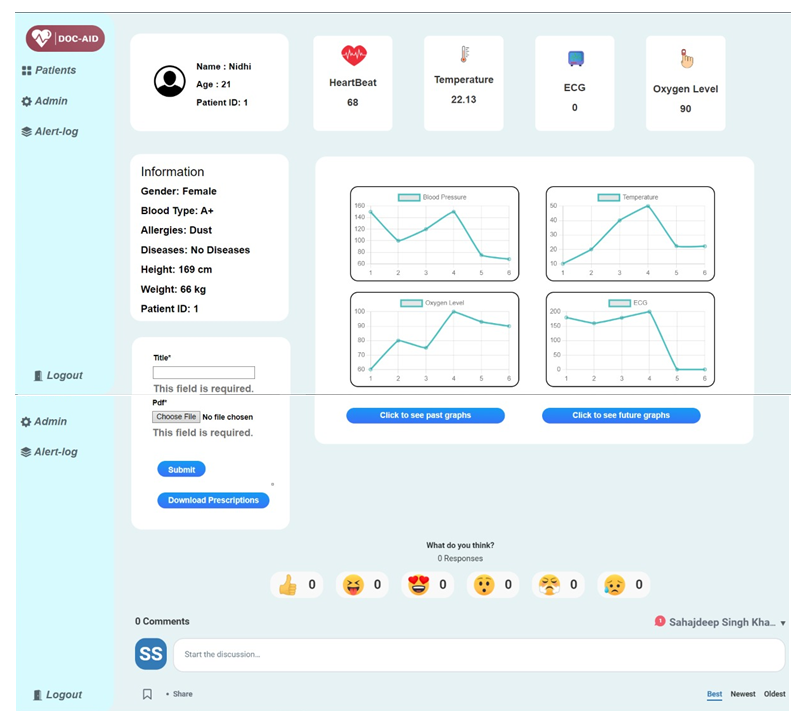 DOC-AID
Patients
Admin
Alert-log
Logout
Name : Nidhi
Age : 21
Patient ID: 1
HeartBeat
68
Temperature
22.13
ECG
0
Oxygen Level
90
Information
Gender: Female
Blood Type: A+
Allergies: Dust
Diseases: No Diseases
Height: 169 cm
Weight: 66 kg
Patient ID: 1
Blood Pressure
160
140
120
100
80
60
1 2 3 4 5 6
Temperature
50
40
30
20
10
1 2 3 4 5 6
Oxygen Level
100
90
80
70
60
1 2 3 4 5 6
ECG
200
150
100
50
0
1 2 3 4 5 6
Click to see past graphs
Click to see future graphs
Title*
This field is required.
Pdf*
Choose File No file chosen
This field is required.
Submit
Download Prescriptions
Admin
Alert-log
Logout
What do you think?
0 Responses
0 0 0 0 0 0
0 Comments
1 Sahajdeep Singh Kha...
SS
Start the discussion...
Share
Best Newest Oldest